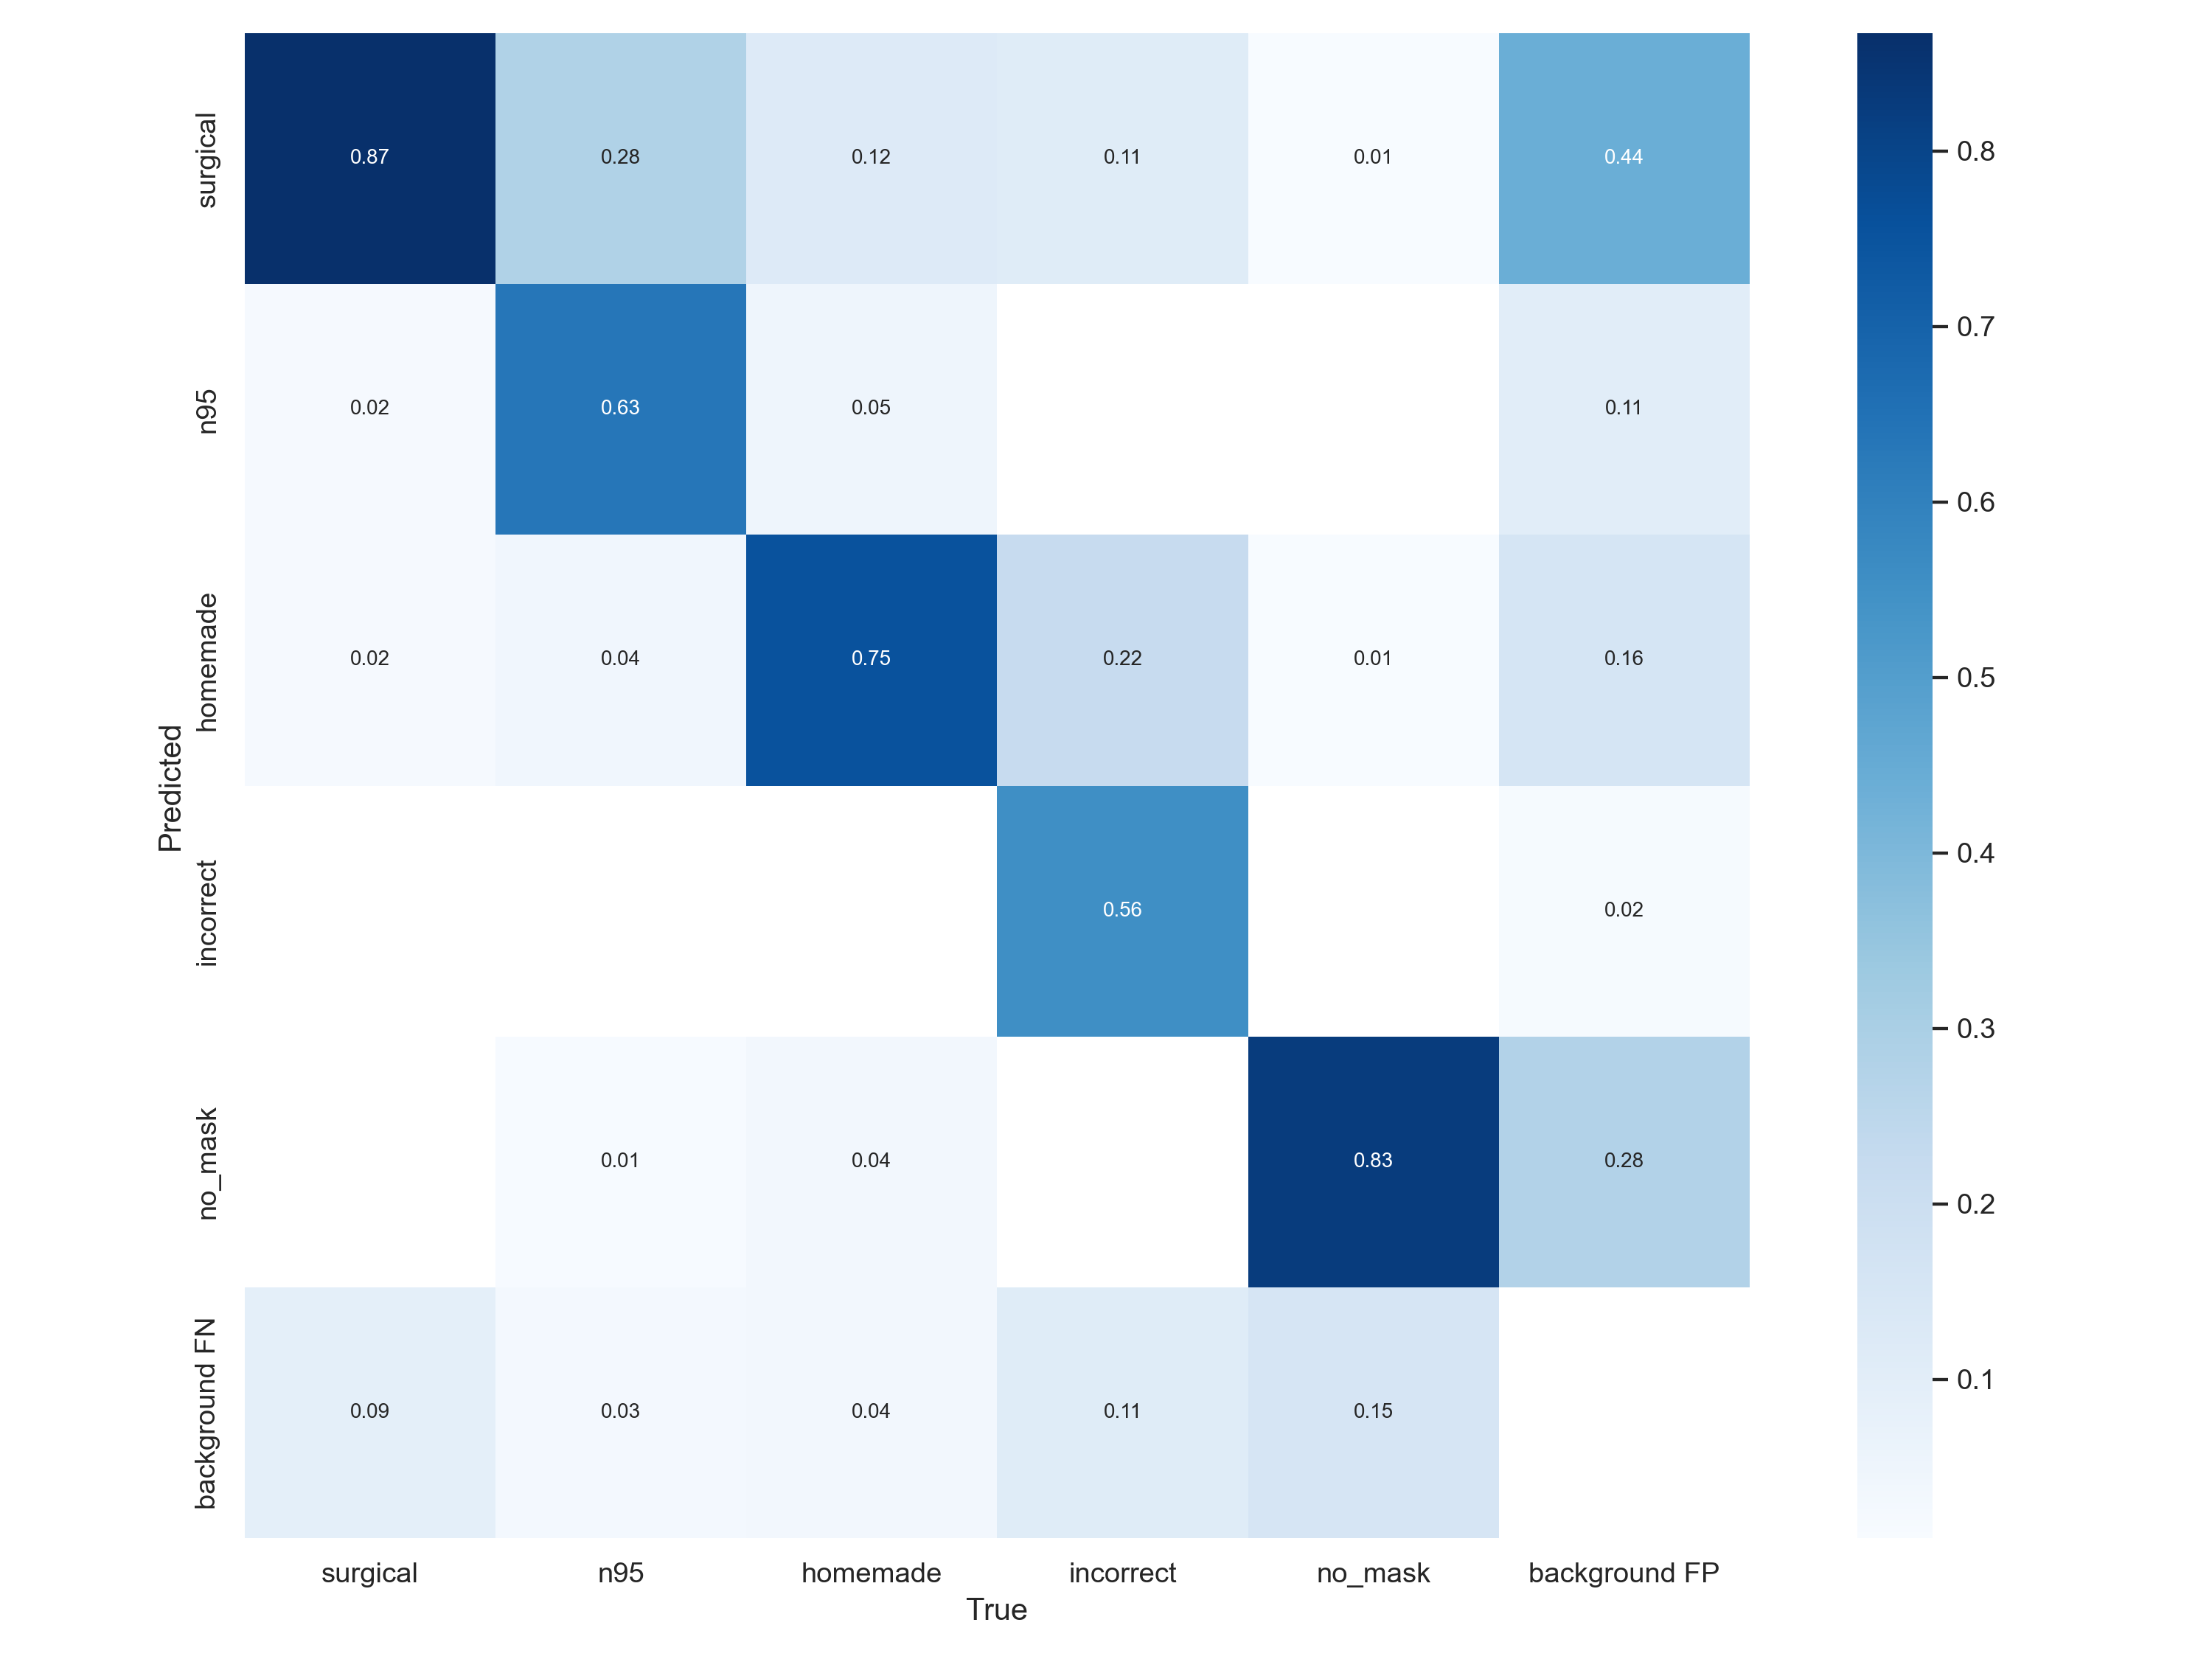 Predicted
surgical
0.87 0.28 0.12 0.11 0.01 0.44
n95
0.02 0.63 0.05 0.11
homemade
0.02 0.04 0.75 0.22 0.01 0.16
incorrect
0.56 0.02
no_mask
0.01 0.04 0.83 0.28
background FN
0.09 0.03 0.04 0.11 0.15
surgical n95 homemade incorrect no_mask background FP
True
0.8
0.7
0.6
0.5
0.4
0.3
0.2
0.1